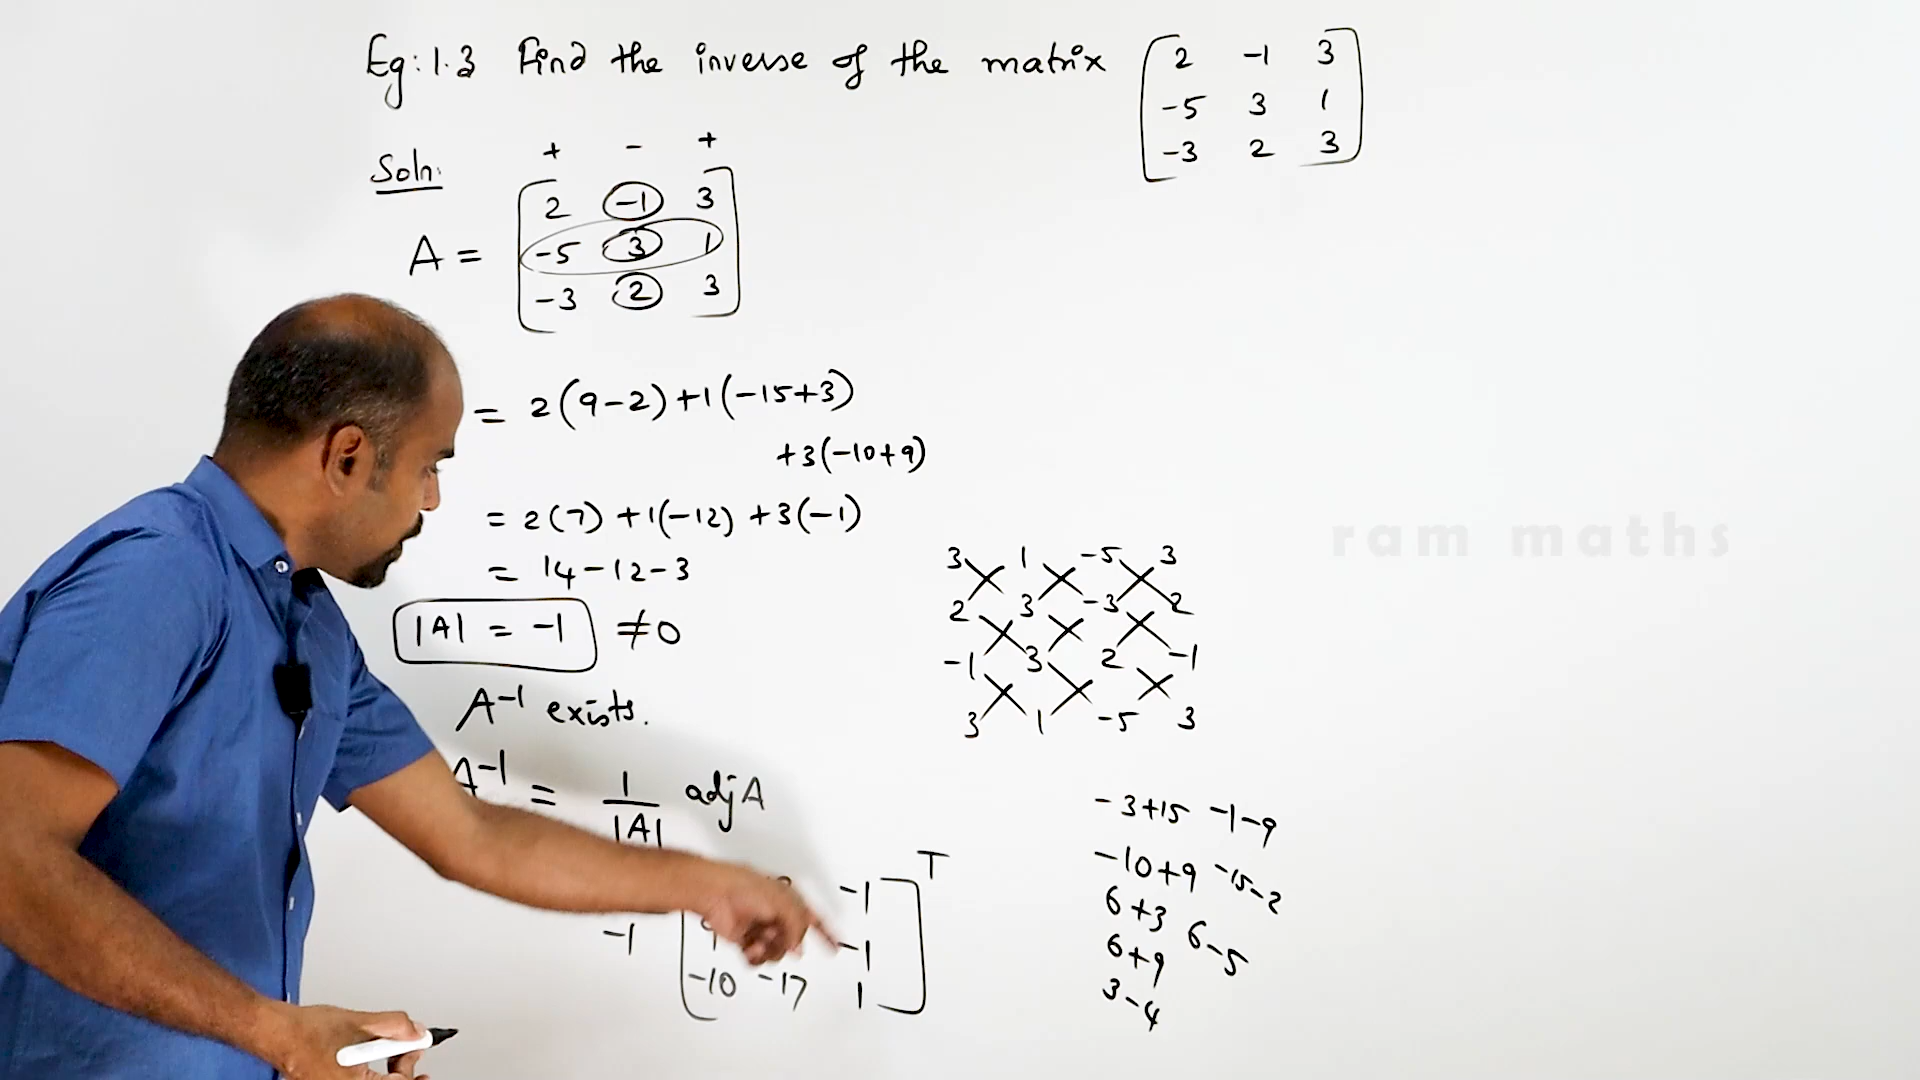 Eg: 1.3 Find the inverse of the matrix [ 2 -1 3
-5 3 1
-3 2 3 ]
Soln:
+ - +
A = [ 2 -1 3
-5 3 1
-3 2 3 ]
= 2(9-2)+1(-15+3)
+3(-10+9)
= 2(7)+1(-12)+3(-1)
= 14-12-3
|A| = -1 ≠0
A⁻¹ exists.
A⁻¹ = 1/|A| adjA
-1
-1 9 -1
-10 -17 1 ]ᵀ
3 1 -5 3
2 3 -3 2
-1 3 2 -1
3 1 -5 3
-3+15 -1-9
-10+9 -15-2
6+3 6-5
6+9
3-4
ram maths